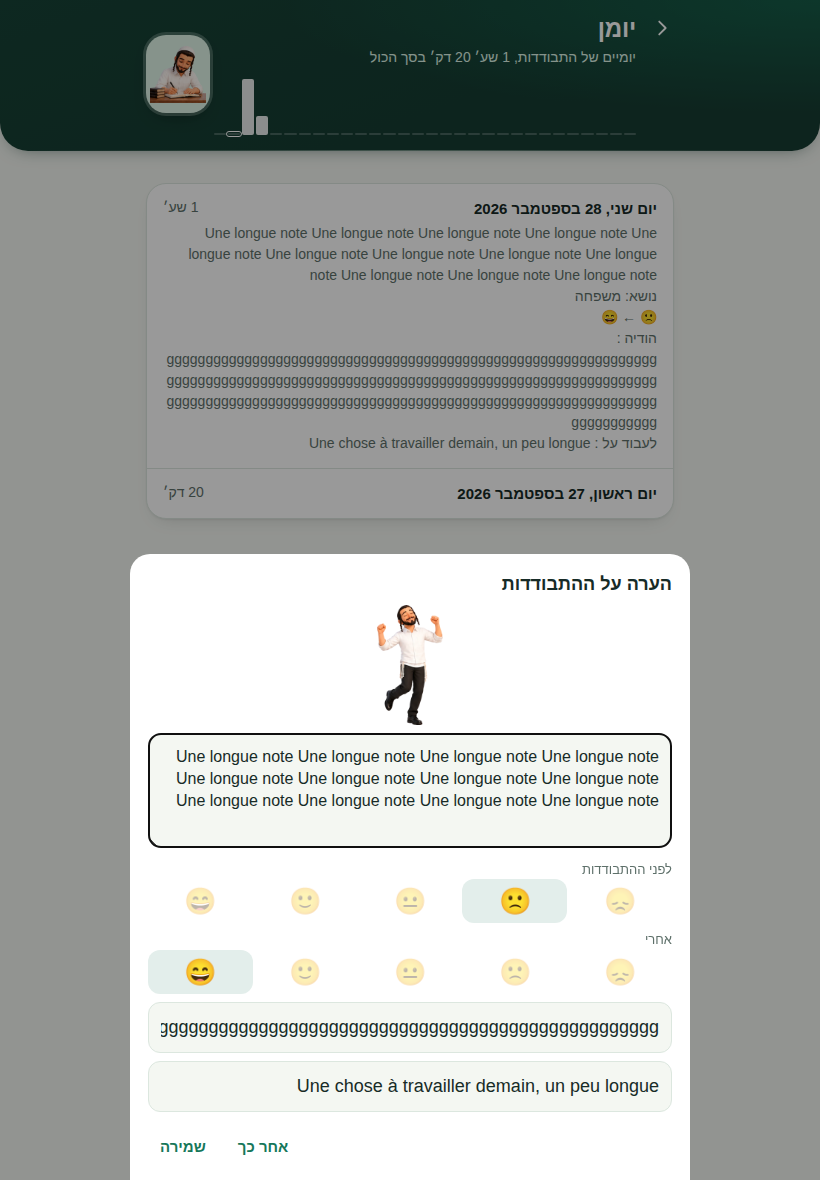 יומן
יומיים של התבודדות, 1 שע׳ 20 דק׳ בסך הכול
יום שני, 28 בספטמבר 2026
1 שע׳
Une longue note Une longue note Une longue note Une longue note Une
longue note Une longue note Une longue note Une longue note Une longue
note Une longue note Une longue note Une longue note
נושא: משפחה
🙁 ← 😄
הודיה :
ggggggggggggggggggggggggggggggggggggggggggggggggggggggggggggggg
ggggggggggggggggggggggggggggggggggggggggggggggggggggggggggggggg
ggggggggggggggggggggggggggggggggggggggggggggggggggggggggggggggg
ggggggggggg
לעבוד על : Une chose à travailler demain, un peu longue
יום ראשון, 27 בספטמבר 2026
20 דק׳
הערה על ההתבודדות
Une longue note Une longue note Une longue note Une longue note
Une longue note Une longue note Une longue note Une longue note
Une longue note Une longue note Une longue note Une longue note
לפני ההתבודדות
אחרי
gggggggggggggggggggggggggggggggggggggggggggggggggg
Une chose à travailler demain, un peu longue
אחר כך
שמירה